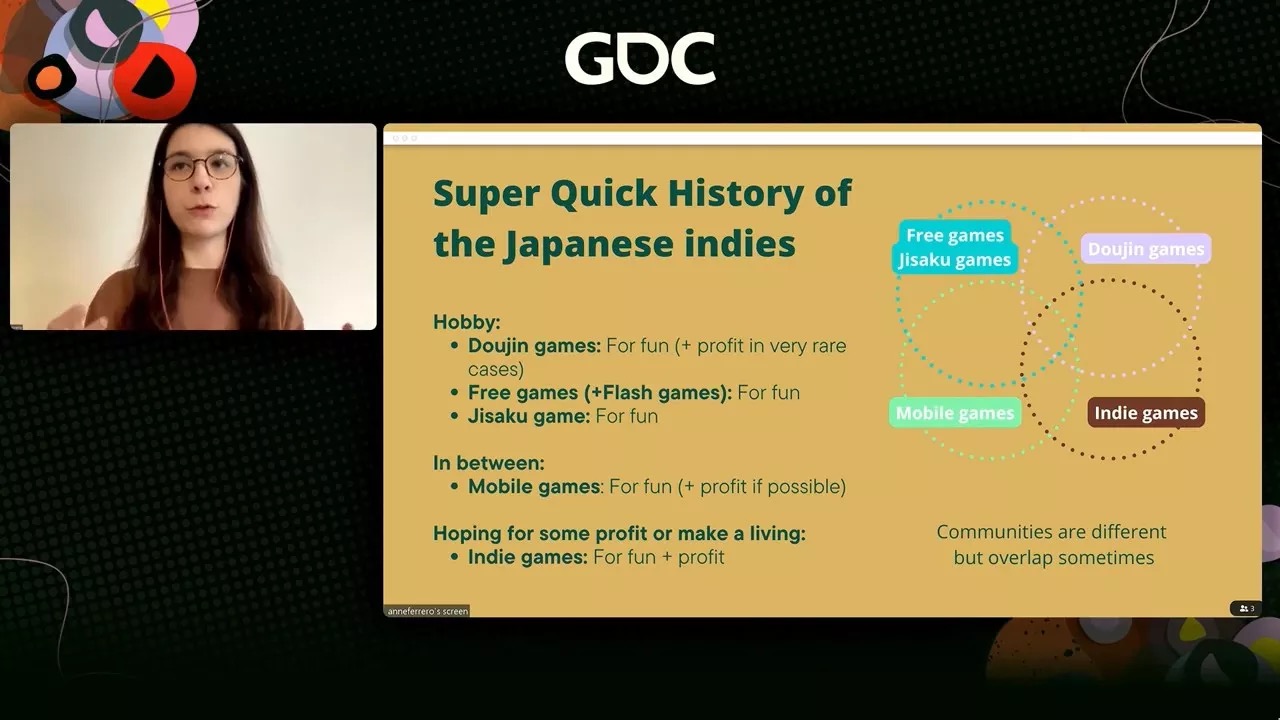 GDC
Super Quick History of
the Japanese indies
Hobby:
• Doujin games: For fun (+ profit in very rare
cases)
• Free games (+Flash games): For fun
• Jisaku game: For fun
In between:
• Mobile games: For fun (+ profit if possible)
Hoping for some profit or make a living:
• Indie games: For fun + profit
Free games
Jisaku games
Doujin games
Mobile games
Indie games
Communities are different
but overlap sometimes
anneferrero's screen
3